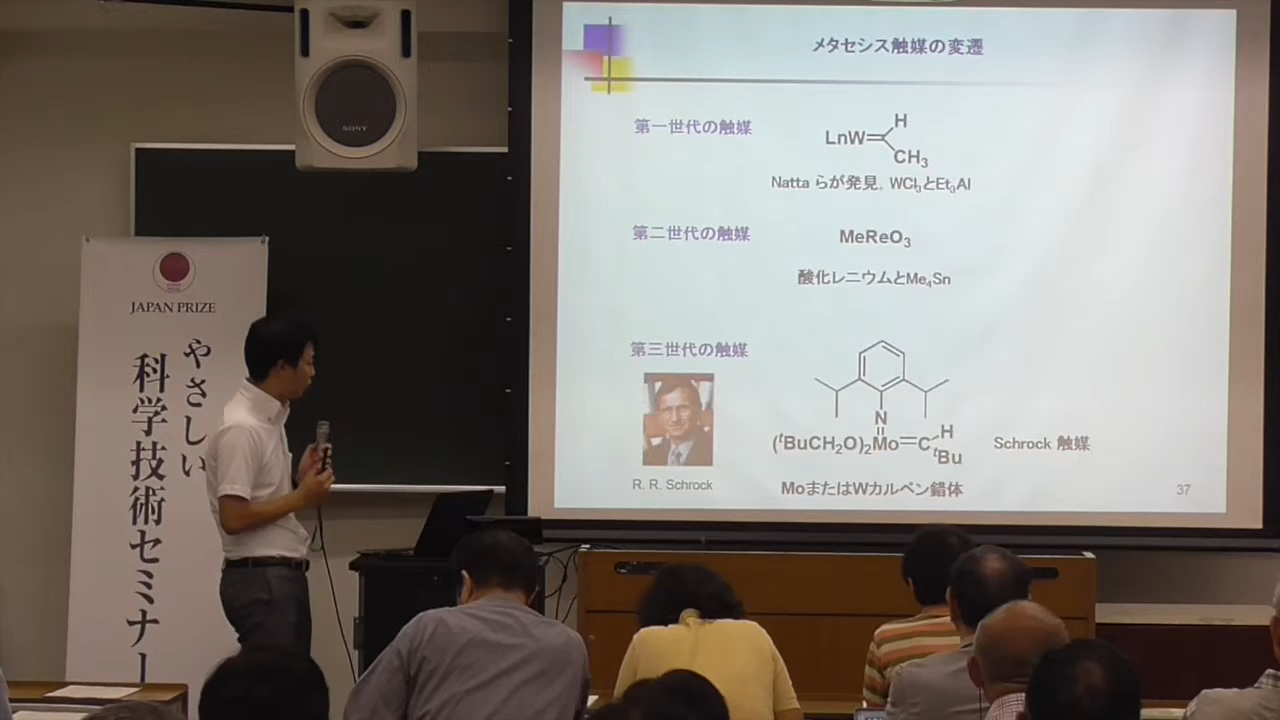 SONY
JAPAN PRIZE
やさしい
科学技術セミナー
メタセシス触媒の変遷
第一世代の触媒
H
LnW
CH3
Natta らが発見。WCl3とEt3Al
第二世代の触媒
MeReO3
酸化レニウムとMe4Sn
第三世代の触媒
N
(tBuCH2O)2Mo=C
H
tBu
Schrock 触媒
R. R. Schrock
MoまたはWカルベン錯体
37